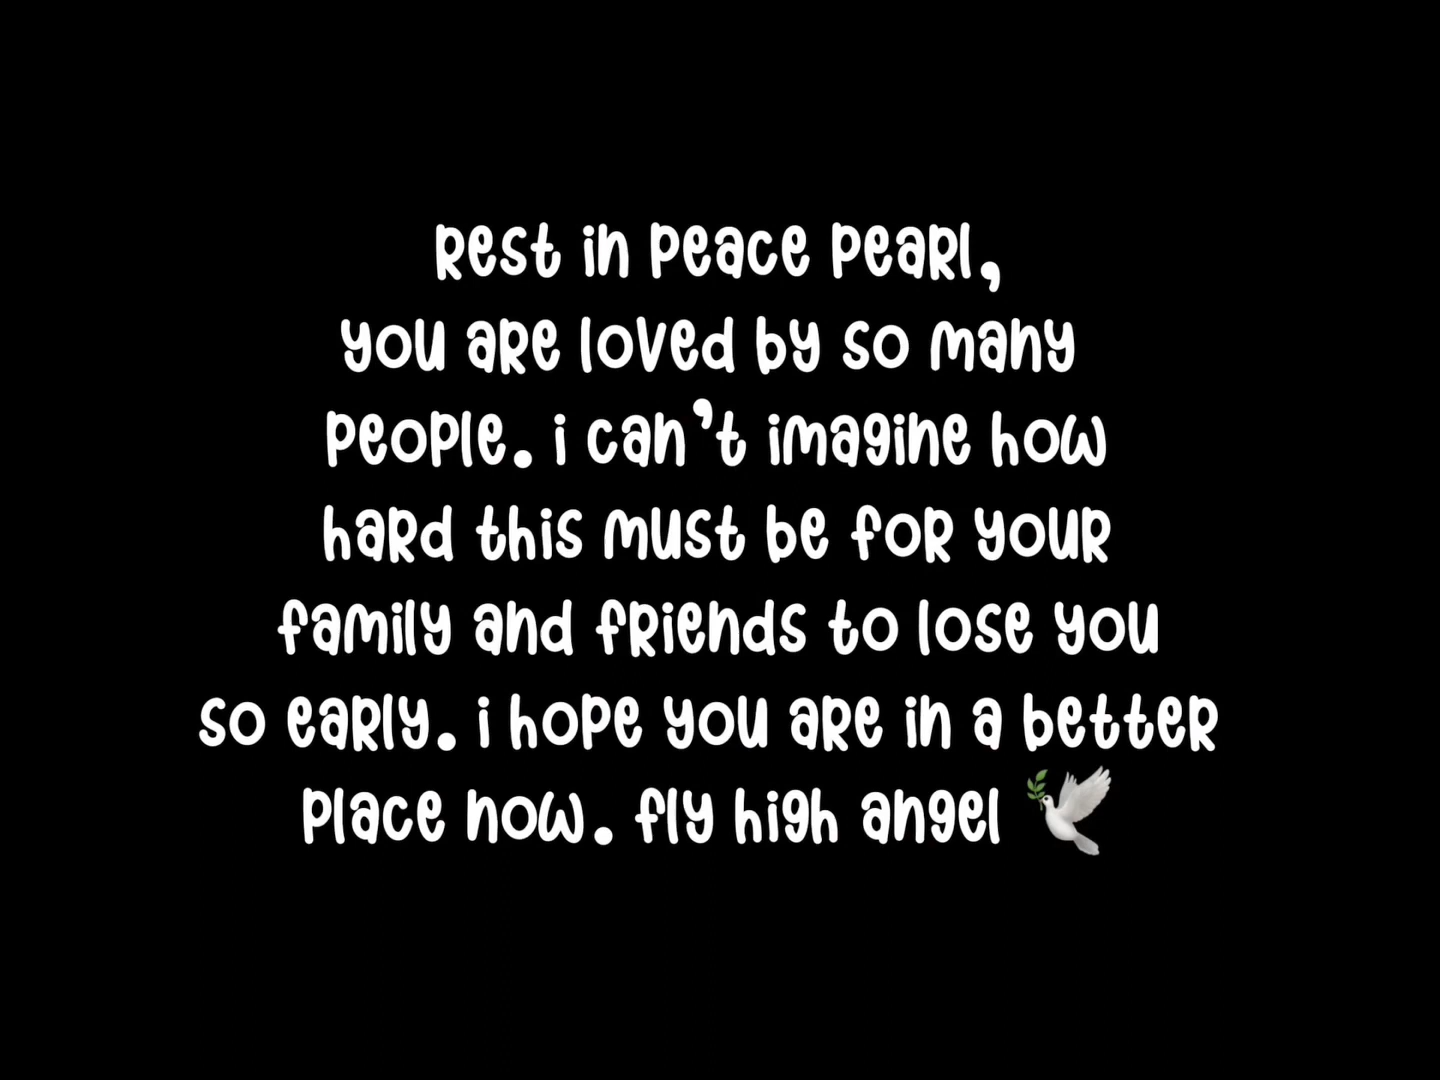 Rest in peace pearl,
you are loved by so many
people. i can't imagine how
hard this must be for your
family and friends to lose you
so early. i hope you are in a better
place now. fly high angel 🕊️